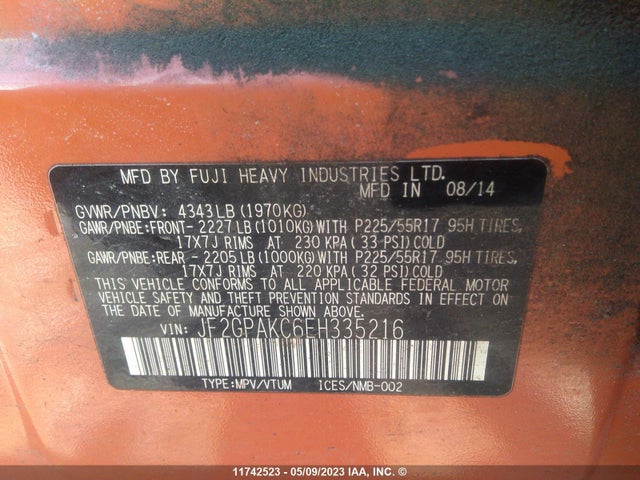 MFD BY FUJI HEAVY INDUSTRIES LTD.
MFD IN 08/14
GVWR/PNBV: 4343LB (1970KG)
GAWR/PNBE:FRONT- 2227LB (1010KG)WITH P225/55R17 95H TIRES,
17X7J RIMS AT 230 KPA (33 PSI)COLD
GAWR/PNBE:REAR - 2205LB (1000KG)WITH P225/55R17 95H TIRES,
17X7J RIMS AT 220 KPA (32 PSI)COLD
THIS VEHICLE CONFORMS TO ALL APPLICABLE FEDERAL MOTOR
VEHICLE SAFETY AND THEFT PREVENTION STANDARDS IN EFFECT ON
THE DATE OF MANUFACTURE SHOWN ABOVE.
VIN: JF2GPAKC6EH335216
TYPE:MPV/VTUM ICES/NMB-002
11742523 - 05/09/2023 IAA, INC. ©